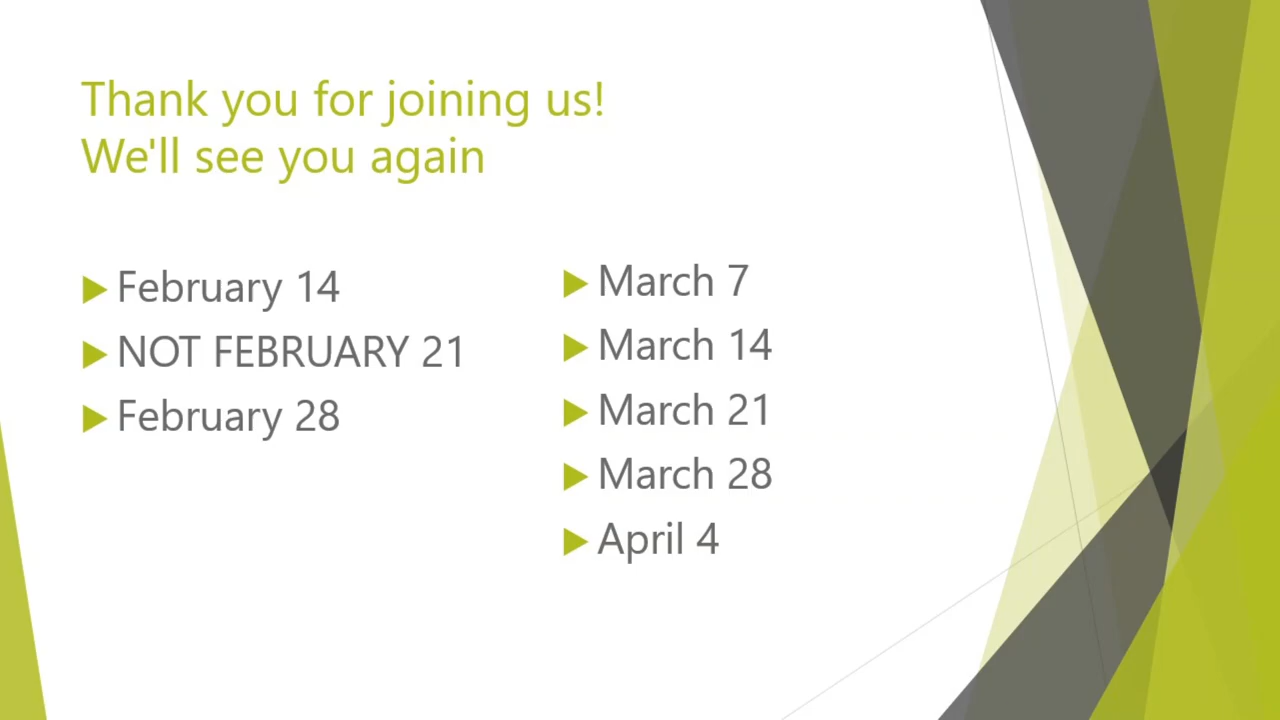 Thank you for joining us!
We'll see you again
February 14
NOT FEBRUARY 21
February 28
March 7
March 14
March 21
March 28
April 4